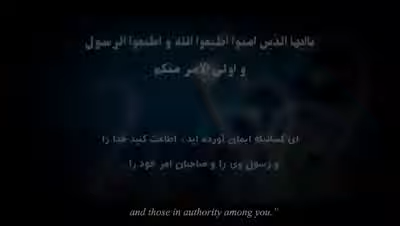 یاایها الذین امنوا اطیعوا الله و اطیعوا الرسول
و اولی الامر منکم
ای کسانیکه ایمان آورده اید، اطاعت کنید خدا را
و رسول وی را و صاحبان امر خود را
and those in authority among you.”